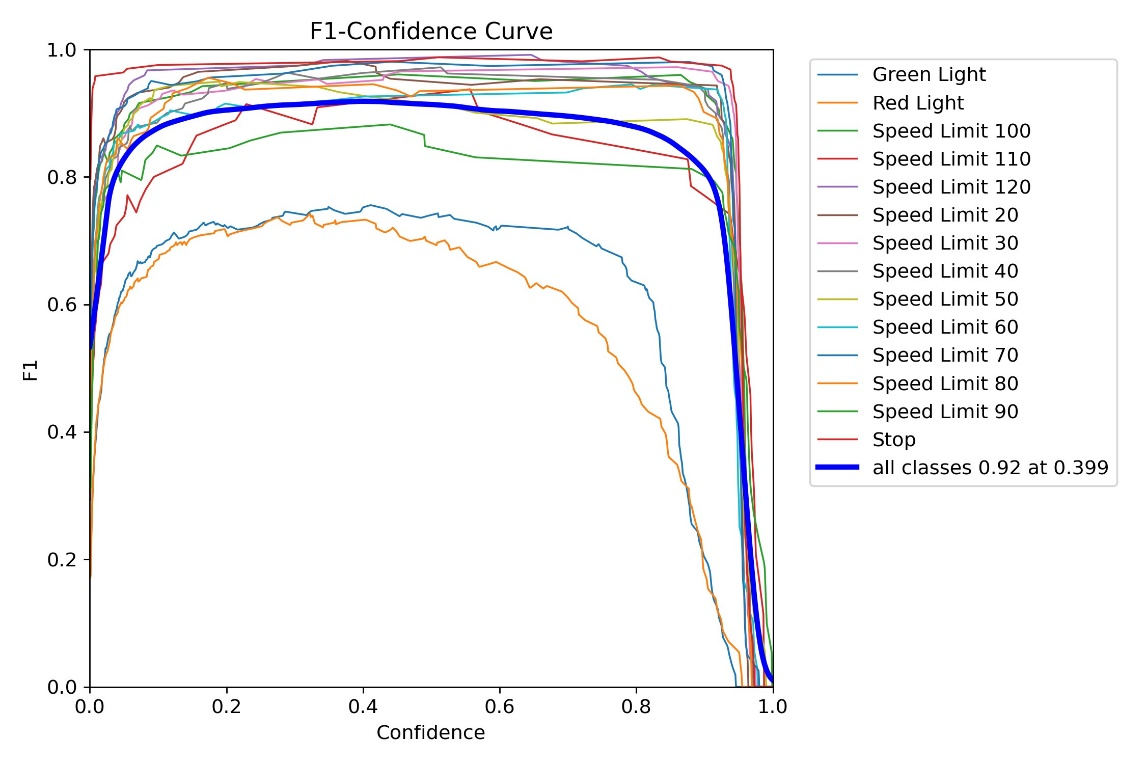 F1-Confidence Curve
1.0
0.8
0.6
0.4
0.2
0.0
F1
0.0 0.2 0.4 0.6 0.8 1.0
Confidence
Green Light
Red Light
Speed Limit 100
Speed Limit 110
Speed Limit 120
Speed Limit 20
Speed Limit 30
Speed Limit 40
Speed Limit 50
Speed Limit 60
Speed Limit 70
Speed Limit 80
Speed Limit 90
Stop
all classes 0.92 at 0.399